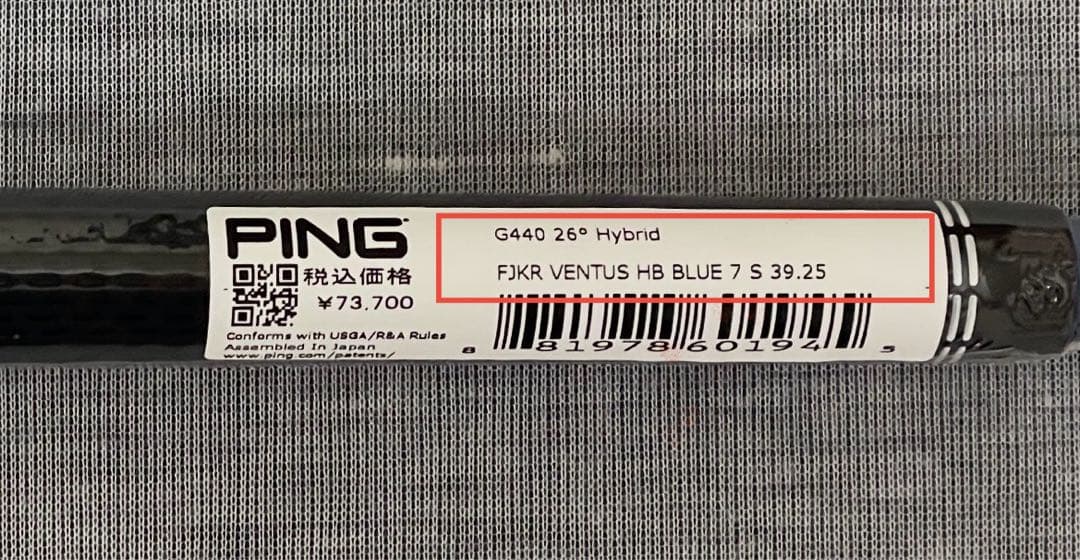 PING
税込価格
¥73,700
Conforms with USGA/R&A Rules
Assembled In Japan
www.ping.com/patents/
G440 26° Hybrid
FJKR VENTUS HB BLUE 7 S 39.25
8 81978 60194 5